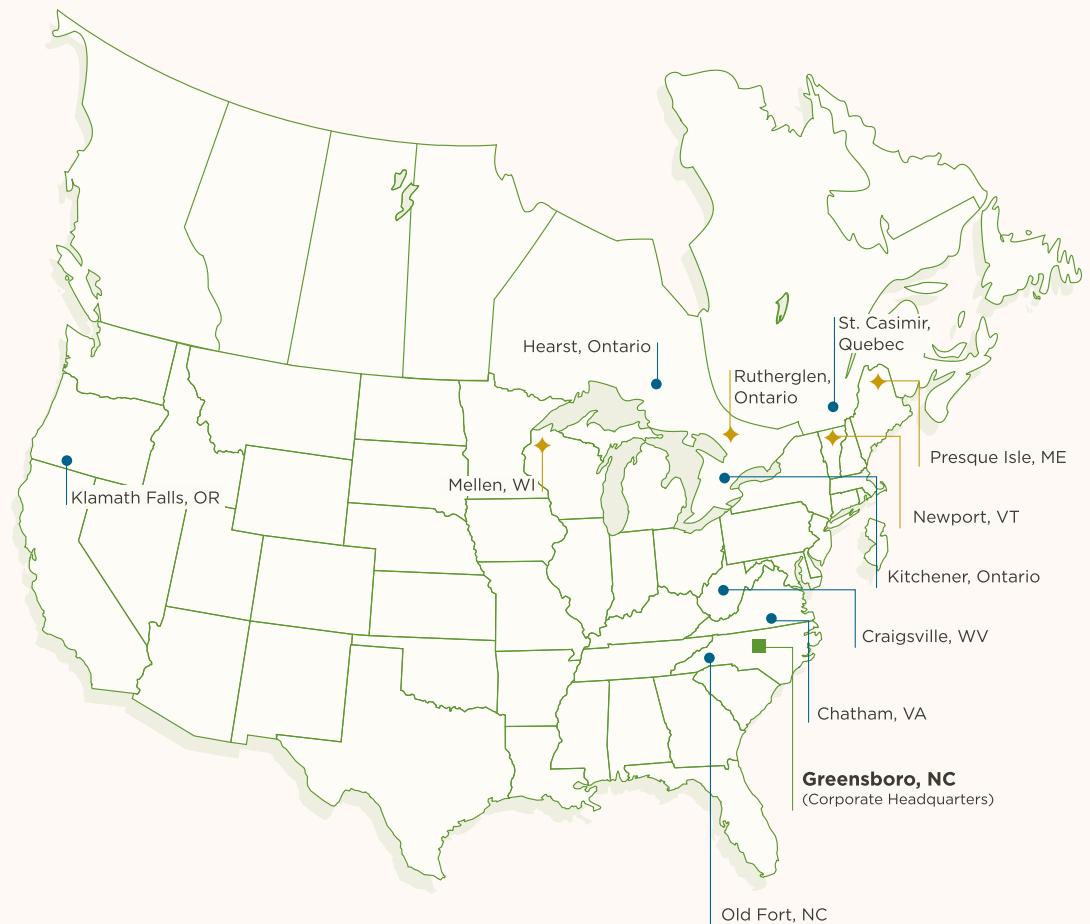 St. Casimir,
Quebec
Hearst, Ontario
Rutherglen,
Ontario
Presque Isle, ME
Mellen, WI
Klamath Falls, OR
Newport, VT
Kitchener, Ontario
Craigsville, WV
Chatham, VA
Greensboro, NC
(Corporate Headquarters)
Old Fort, NC